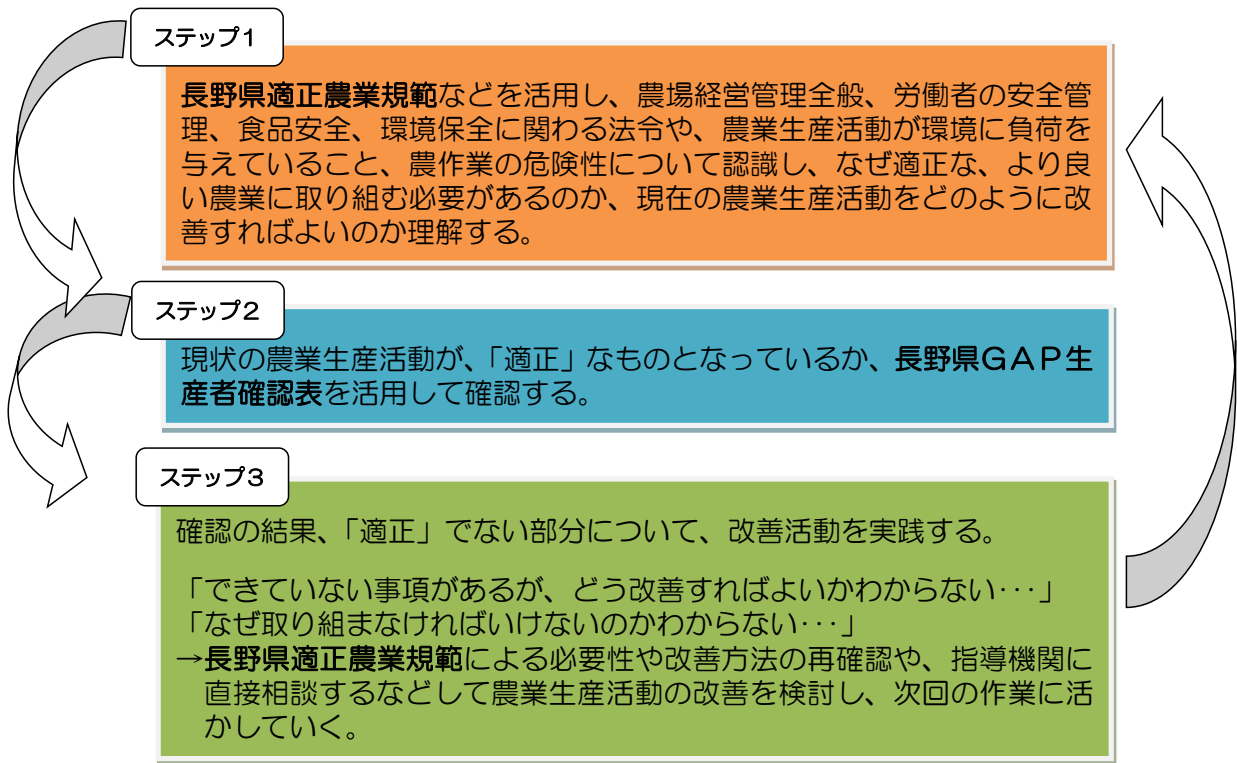 ステップ１
長野県適正農業規範などを活用し、農場経営管理全般、労働者の安全管
理、食品安全、環境保全に関わる法令や、農業生産活動が環境に負荷を
与えていること、農作業の危険性について認識し、なぜ適正な、より良
い農業に取り組む必要があるのか、現在の農業生産活動をどのように改
善すればよいのか理解する。
ステップ２
現状の農業生産活動が、「適正」なものとなっているか、長野県ＧＡＰ生
産者確認表を活用して確認する。
ステップ３
確認の結果、「適正」でない部分について、改善活動を実践する。
「できていない事項があるが、どう改善すればよいかわからない･･･」
「なぜ取り組まなければいけないのかわからない･･･」
→長野県適正農業規範による必要性や改善方法の再確認や、指導機関に
直接相談するなどして農業生産活動の改善を検討し、次回の作業に活
かしていく。